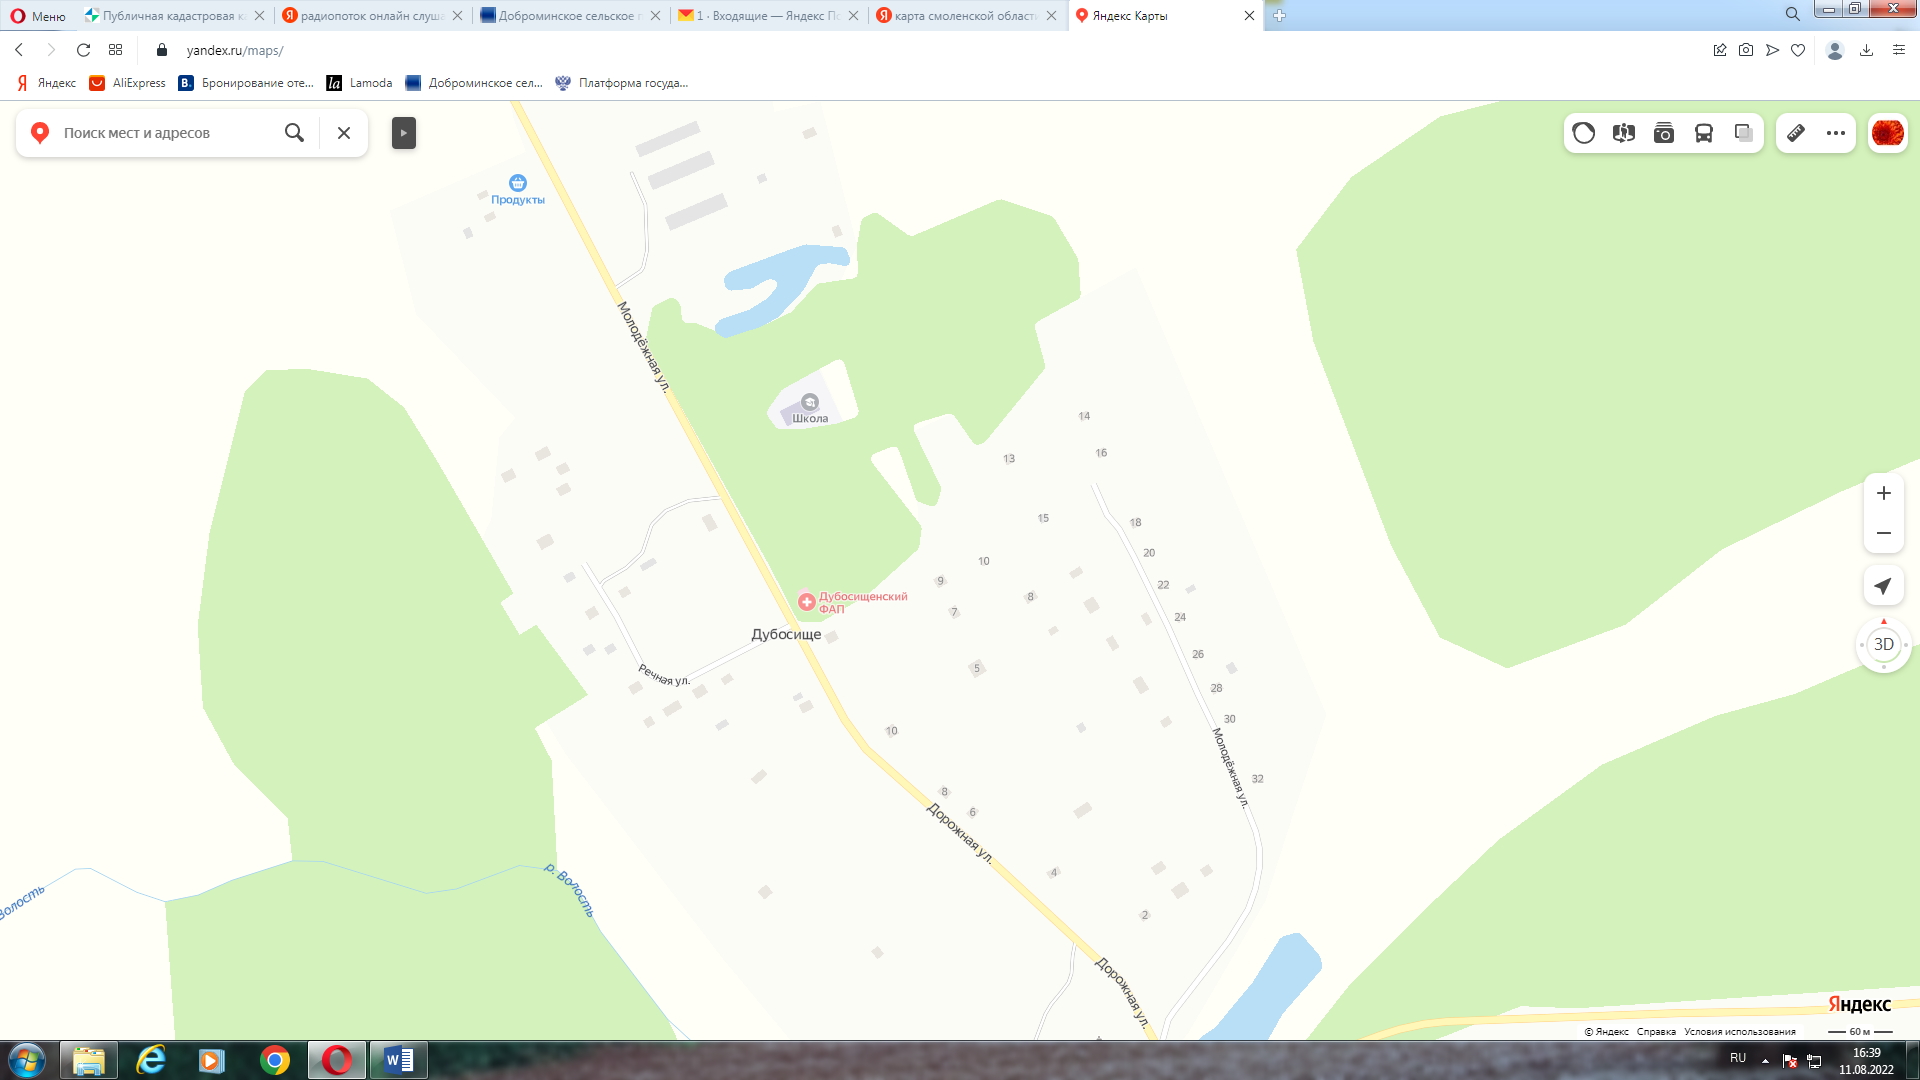 Меню
Публичная кадастровая ка
радиопоток онлайн слуша
Доброминское сельское п
1 · Входящие — Яндекс По
карта смоленской области
Яндекс Карты
yandex.ru/maps/
Яндекс
AliExpress
B. Бронирование оте...
la Lamoda
Доброминское сел...
Платформа госуда...
Поиск мест и адресов
Продукты
Молодёжная ул.
Школа
14
16
13
15
18
20
10
22
9
8
7
24
Дубосищенский
ФАП
Дубосище
26
5
Речная ул.
28
30
10
Молодёжная ул.
32
8
6
Дорожная ул.
4
2
р. Волость
Волость
Дорожная ул.
3D
Яндекс
© Яндекс Справка Условия использования
60 м
RU
16:39
11.08.2022